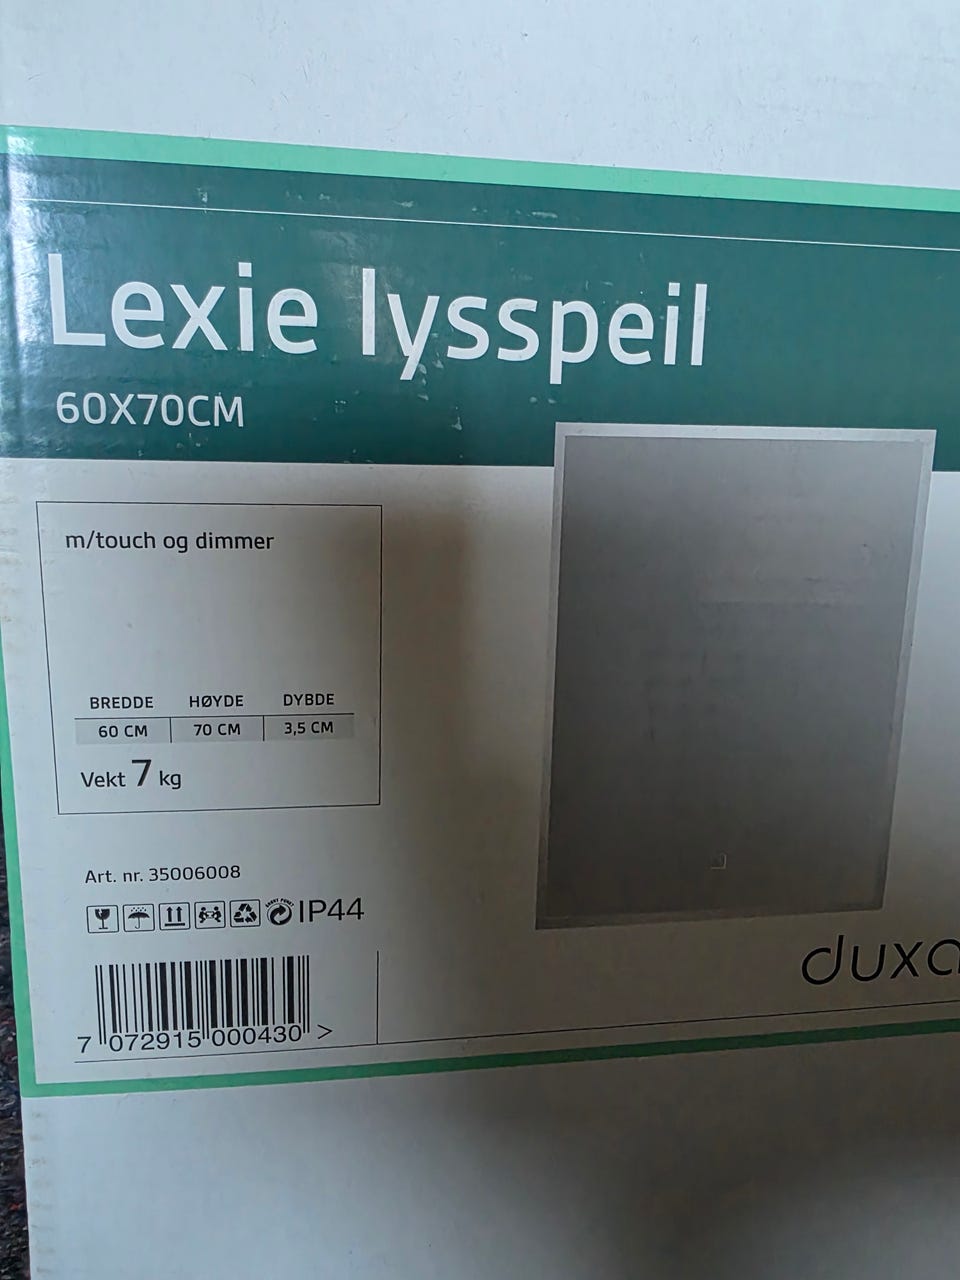 Lexie lysspeil
60X70CM
m/touch og dimmer
BREDDE HØYDE DYBDE
60 CM 70 CM 3,5 CM
Vekt 7 kg
Art. nr. 35006008
IP44
duxa
7 072915 000430 >